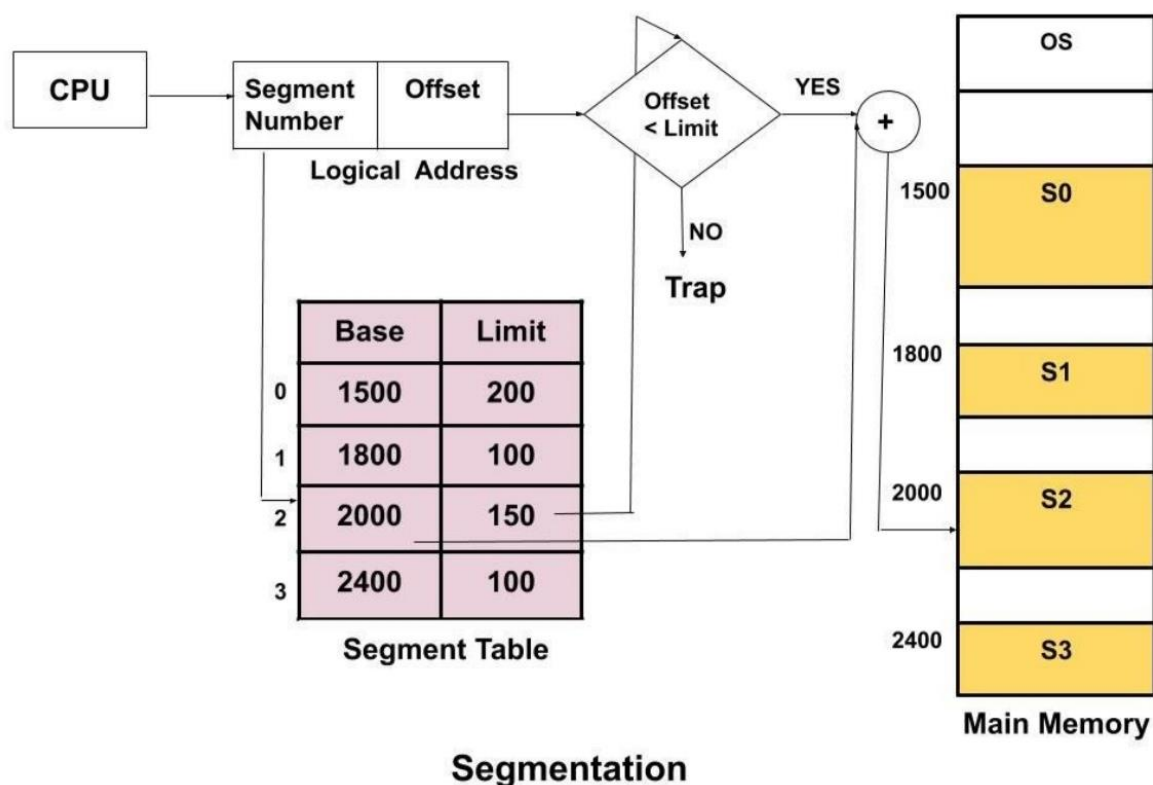 CPU
Segment
Number
Offset
Logical Address
Offset
< Limit
YES
+
NO
Trap
Base Limit
0 1500 200
1 1800 100
2 2000 150
3 2400 100
Segment Table
OS
1500 S0
1800 S1
2000 S2
2400 S3
Main Memory
Segmentation